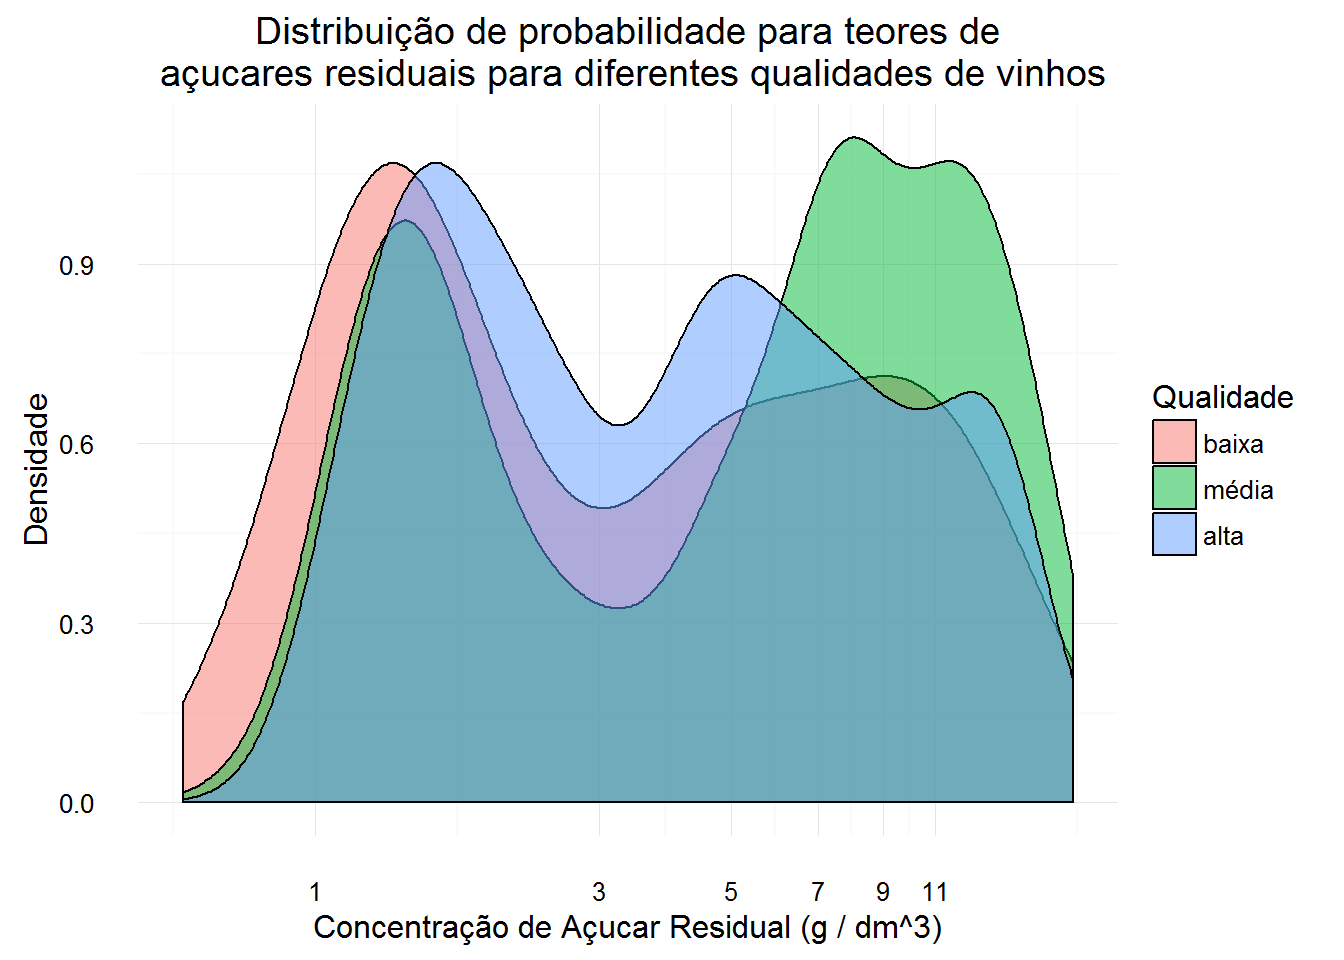 Distribuição de probabilidade para teores de
açucares residuais para diferentes qualidades de vinhos
Densidade
0.9
0.6
0.3
0.0
1 3 5 7 9 11
Concentração de Açucar Residual (g / dm^3)
Qualidade
baixa
média
alta